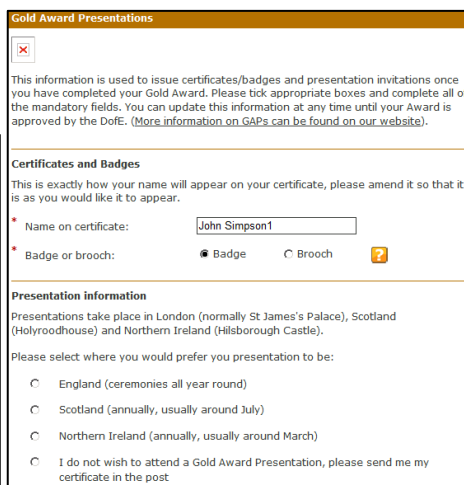 Gold Award Presentations
This information is used to issue certificates/badges and presentation invitations once
you have completed your Gold Award. Please tick appropriate boxes and complete all of
the mandatory fields. You can update this information at any time until your Award is
approved by the DofE. (More information on GAPs can be found on our website).
Certificates and Badges
This is exactly how your name will appear on your certificate, please amend it so that it
is as you would like it to appear.
* Name on certificate: John Simpson1
* Badge or brooch: Badge Brooch ?
Presentation information
Presentations take place in London (normally St James's Palace), Scotland
(Holyroodhouse) and Northern Ireland (Hilsborough Castle).
Please select where you would prefer you presentation to be:
England (ceremonies all year round)
Scotland (annually, usually around July)
Northern Ireland (annually, usually around March)
I do not wish to attend a Gold Award Presentation, please send me my
certificate in the post